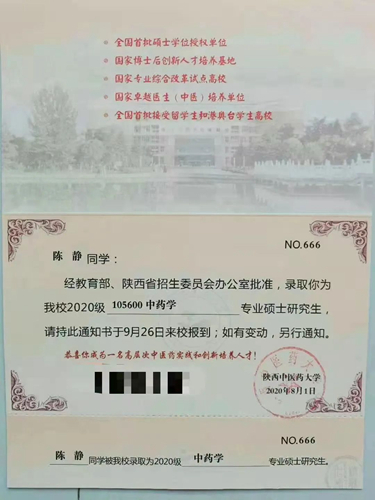 全国首批硕士学位授权单位
国家博士后创新人才培养基地
国家专业综合改革试点高校
国家卓越医生（中医）培养单位
全国首批接受留学生和港澳台学生高校
NO.666
陈 静 同学：
经教育部、陕西省招生委员会办公室批准，录取你为
我校2020级 105600 中药学 专业硕士研究生，
请持此通知书于9月26日来校报到；如有变动，另行通知。
恭喜你成为一名高层次中医药实践和创新培养人才！
陕西中医药大学
2020年8月1日
NO.666
陈 静 同学被我校录取为2020级 中药学 专业硕士研究生。